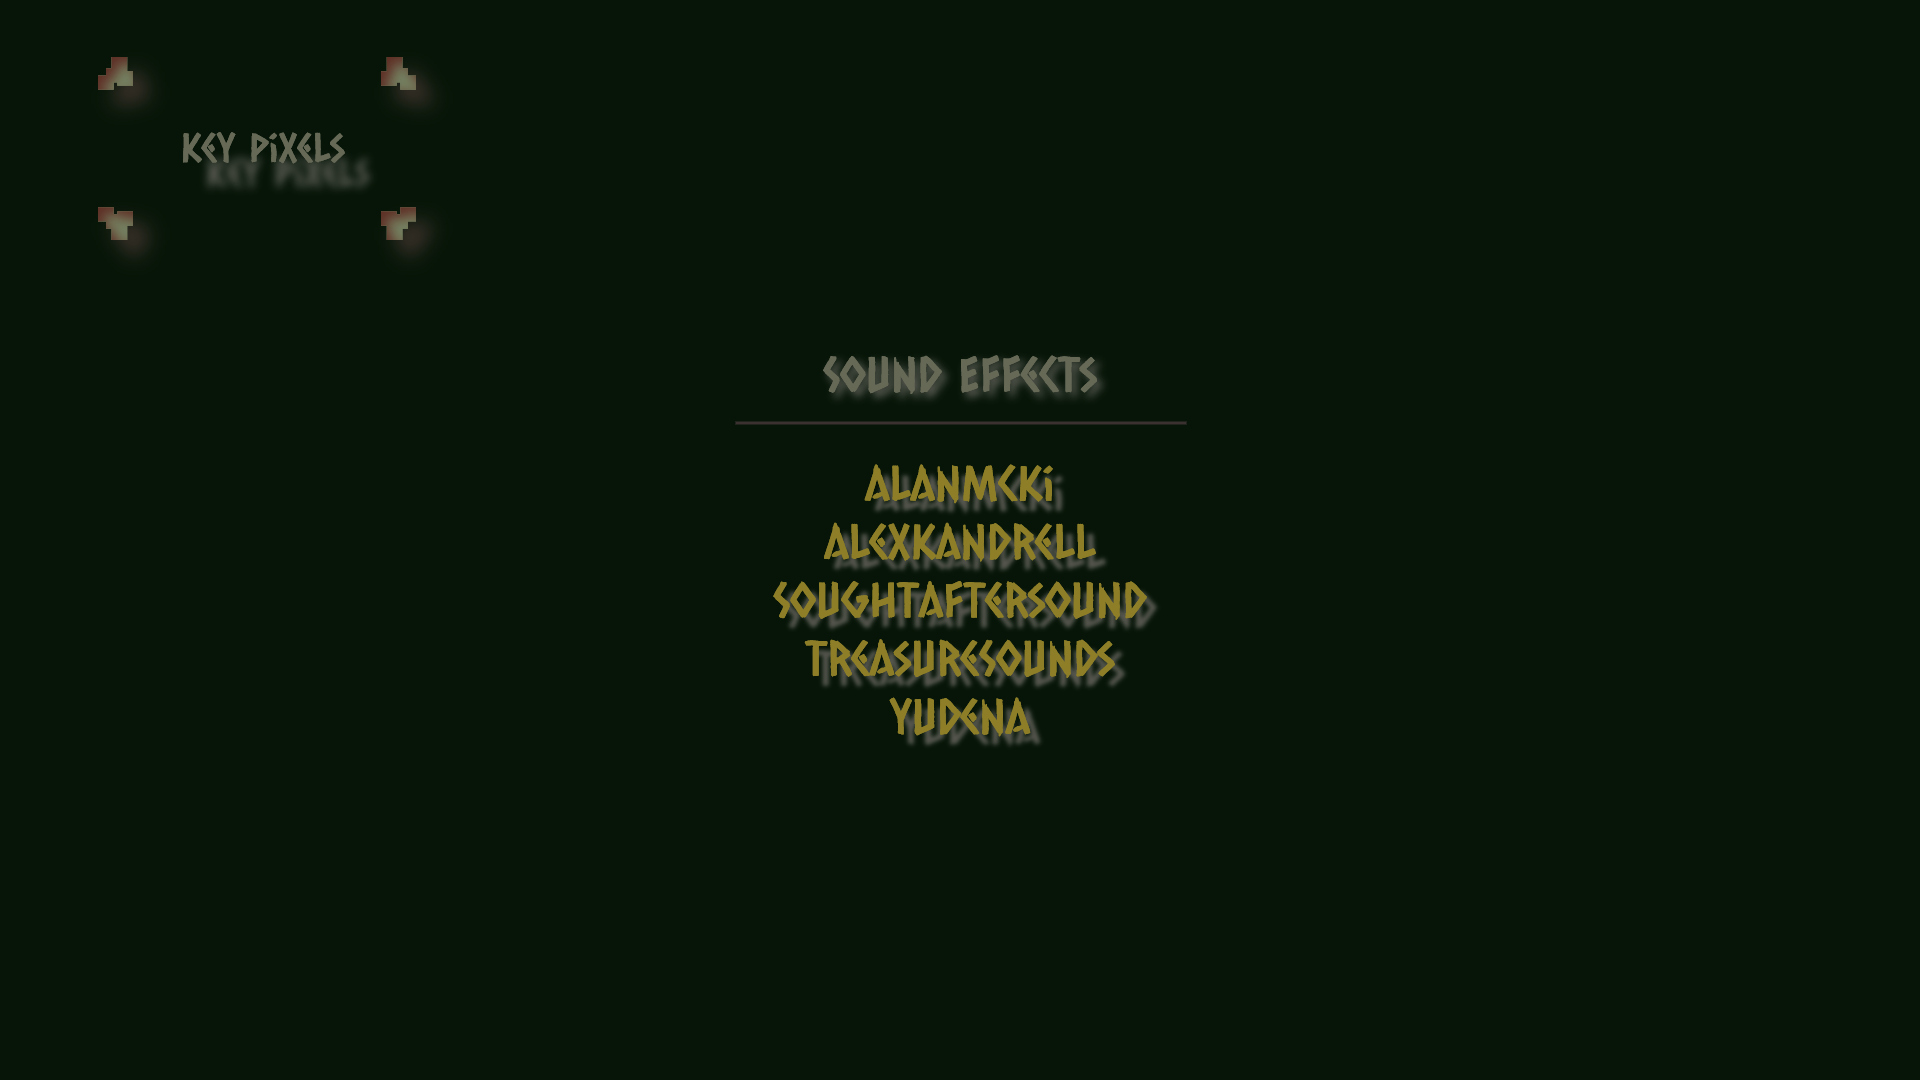 KEY PiXELS
SOUND EFFECTS
ALANMCKi
ALEXKANDRELL
SOUGHTAFTERSOUND
TREASURESOUNDS
YUDENA